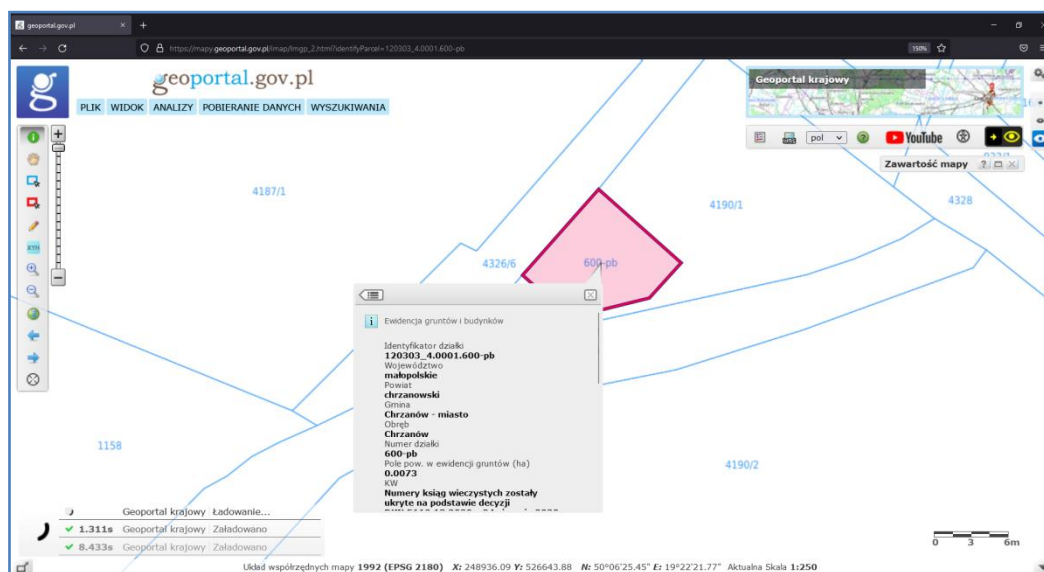 geoportal.gov.pl
https://mapy.geoportal.gov.pl/imap/Imgp_2.html?identifyParcel=120303_4.0001.600-pb
150%
geoportal.gov.pl
PLIK WIDOK ANALIZY POBIERANIE DANYCH WYSZUKIWANIA
Geoportal krajowy
pol
YouTube
Zawartość mapy
XYH
4187/1
4190/1
4328
4326/6
600-pb
Ewidencja gruntów i budynków
Identyfikator działki
120303_4.0001.600-pb
Województwo
małopolskie
Powiat
chrzanowski
Gmina
Chrzanów - miasto
Obręb
Chrzanów
Numer działki
600-pb
Pole pow. w ewidencji gruntów (ha)
0.0073
KW
Numery ksiąg wieczystych zostały
ukryte na podstawie decyzji
1158
4190/2
Geoportal krajowy Ładowanie...
1.311s Geoportal krajowy Załadowano
8.433s Geoportal krajowy Załadowano
0 3 6m
Układ współrzędnych mapy 1992 (EPSG 2180) X: 248936.09 Y: 526643.88 N: 50°06'25.45" E: 19°22'21.77" Aktualna Skala 1:250